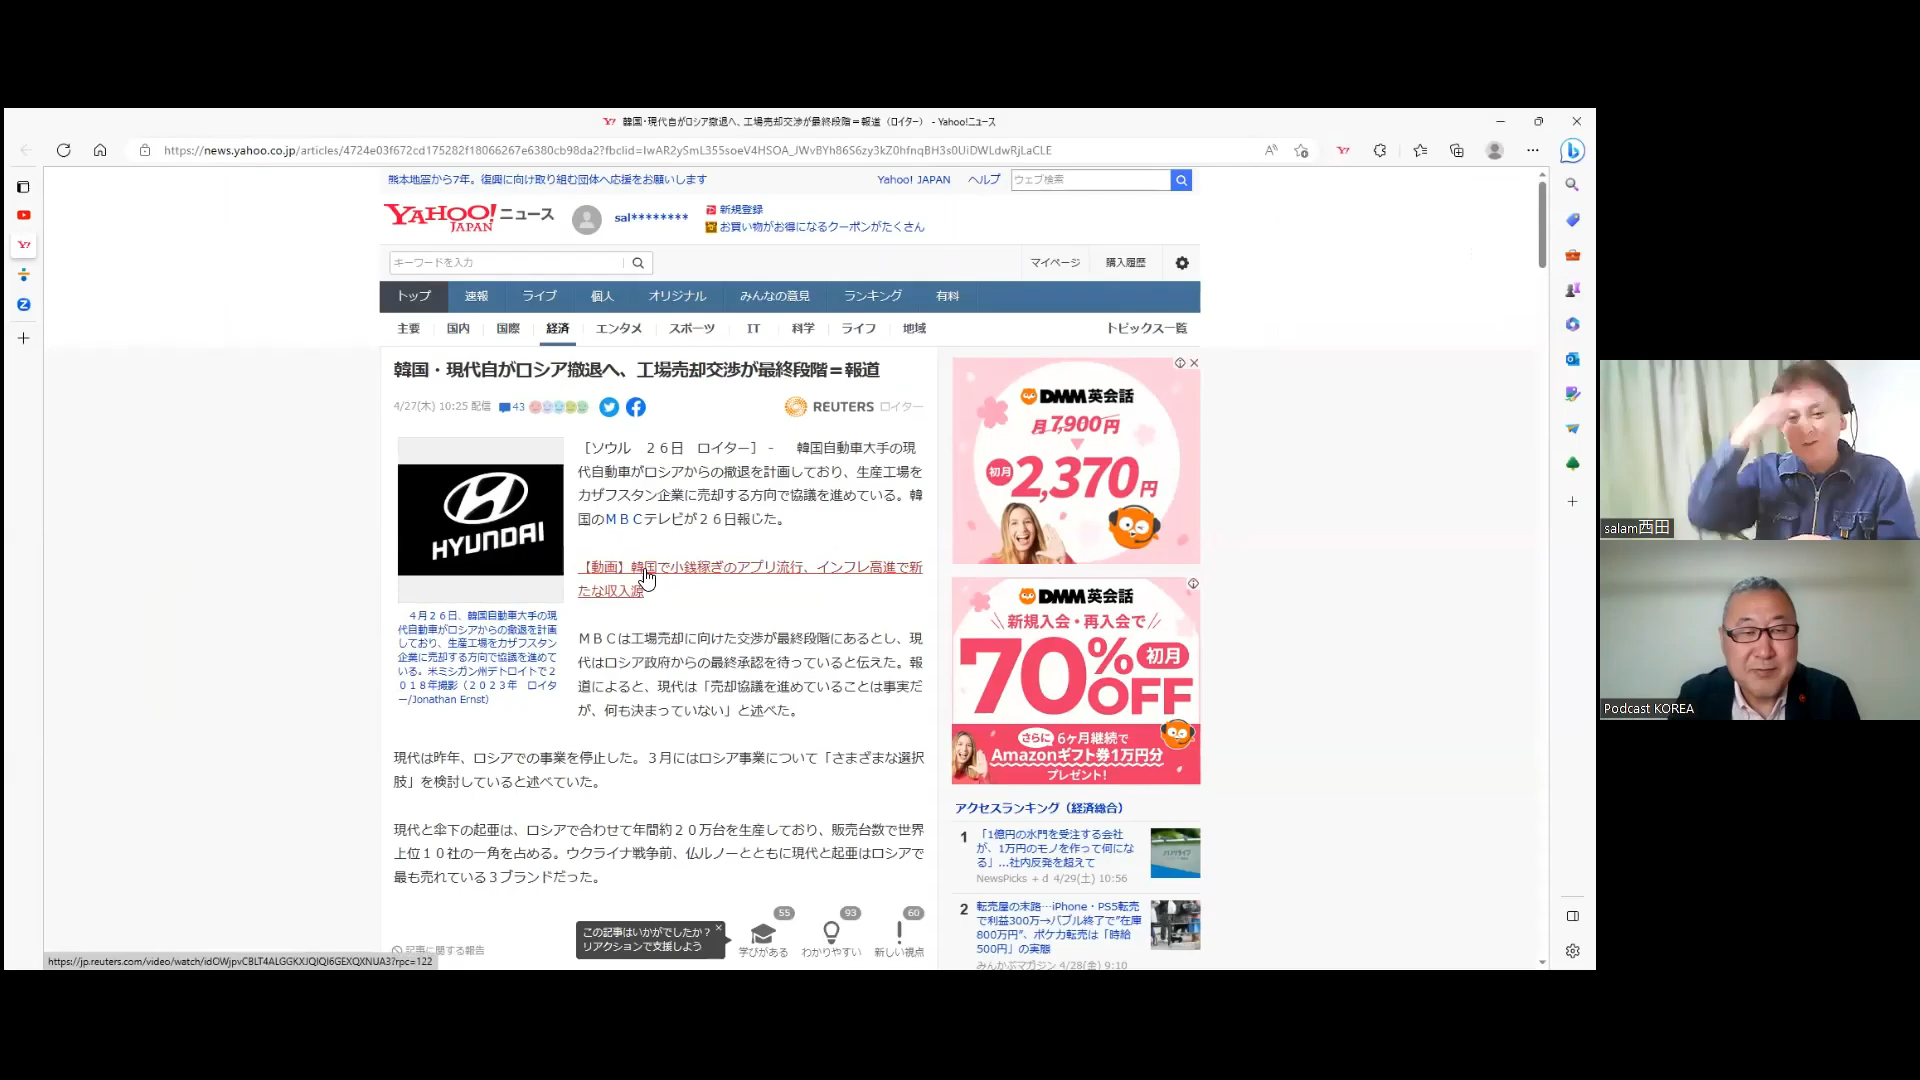 韓国・現代自がロシア撤退へ、工場売却交渉が最終段階＝報道（ロイター） - Yahoo!ニュース
https://news.yahoo.co.jp/articles/4724e03f672cd175282f18066267e6380cb98da2?fbclid=IwAR2ySmL355soeV4HSOA_JWvBYh86S6zy3kZ0hfnqBH3s0UiDWLdwRjLaCLE
熊本地震から7年。復興に向け取り組む団体へ応援をお願いします
Yahoo! JAPAN ヘルプ ウェブ検索
YAHOO! JAPAN ニュース
sal********
新規登録
お買い物がお得になるクーポンがたくさん
キーワードを入力
マイページ 購入履歴
トップ 速報 ライブ 個人 オリジナル みんなの意見 ランキング 有料
主要 国内 国際 経済 エンタメ スポーツ IT 科学 ライフ 地域 トピックス一覧
韓国・現代自がロシア撤退へ、工場売却交渉が最終段階＝報道
4/27(木) 10:25 配信 43
REUTERS ロイター
HYUNDAI
４月２６日、韓国自動車大手の現
代自動車がロシアからの撤退を計画
しており、生産工場をカザフスタン
企業に売却する方向で協議を進めて
いる。米ミシガン州デトロイトで２
０１８年撮影（２０２３年　ロイタ
ー/Jonathan Ernst）
［ソウル　２６日　ロイター］ -　韓国自動車大手の現
代自動車がロシアからの撤退を計画しており、生産工場を
カザフスタン企業に売却する方向で協議を進めている。韓
国のＭＢＣテレビが２６日報じた。
【動画】韓国で小銭稼ぎのアプリ流行、インフレ高進で新
たな収入源
ＭＢＣは工場売却に向けた交渉が最終段階にあるとし、現
代はロシア政府からの最終承認を待っていると伝えた。報
道によると、現代は「売却協議を進めていることは事実だ
が、何も決まっていない」と述べた。
現代は昨年、ロシアでの事業を停止した。３月にはロシア事業について「さまざまな選択
肢」を検討していると述べていた。
現代と傘下の起亜は、ロシアで合わせて年間約２０万台を生産しており、販売台数で世界
上位１０社の一角を占める。ウクライナ戦争前、仏ルノーとともに現代と起亜はロシアで
最も売れている３ブランドだった。
記事に関する報告
この記事はいかがでしたか？
リアクションで支援しよう
55 93 60
学びがある わかりやすい 新しい視点
https://jp.reuters.com/video/watch/idOWjpvCBLT4ALGGKXJQIQI6GEXQXNUA3?rpc=122
DMM英会話
月7,900円
初月2,370円
DMM英会話
新規入会・再入会で
70%OFF 初月
さらに 6ヶ月継続で
Amazonギフト券1万円分
プレゼント!
アクセスランキング（経済総合）
1
「1億円の水門を受注する会社
が、1万円のモノを作って何にな
る」…社内反発を超えて
NewsPicks + d 4/29(土) 10:56
2
転売屋の末路…iPhone・PS5転売
で利益300万→バブル終了で“在庫
800万円”、ポケカ転売は「時給
500円」の実態
みんかぶマガジン 4/28(金) 9:10
salam西田
Podcast KOREA